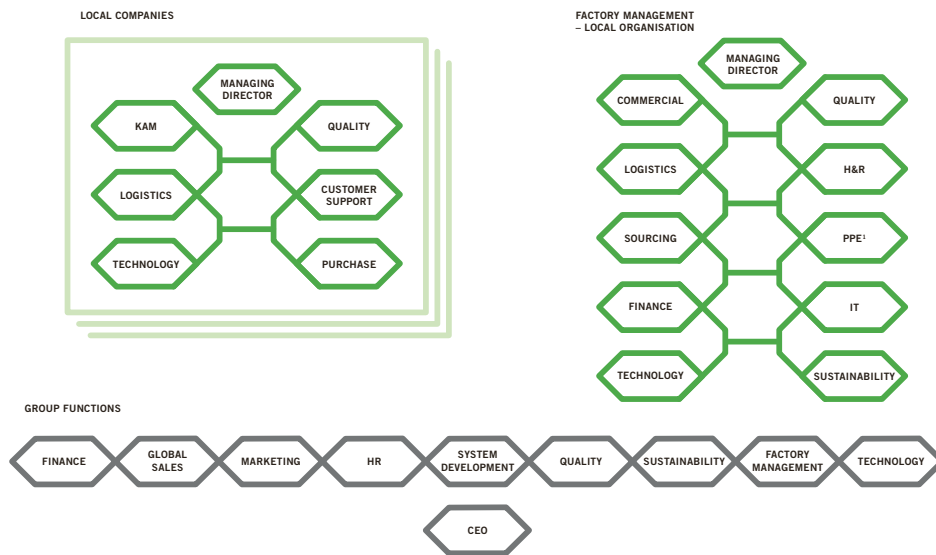 LOCAL COMPANIES
MANAGING
DIRECTOR
KAM
QUALITY
LOGISTICS
CUSTOMER
SUPPORT
TECHNOLOGY
PURCHASE
FACTORY MANAGEMENT
– LOCAL ORGANISATION
MANAGING
DIRECTOR
COMMERCIAL
QUALITY
LOGISTICS
H&R
SOURCING
PPE¹
FINANCE
IT
TECHNOLOGY
SUSTAINABILITY
GROUP FUNCTIONS
FINANCE
GLOBAL
SALES
MARKETING
HR
SYSTEM
DEVELOPMENT
QUALITY
SUSTAINABILITY
FACTORY
MANAGEMENT
TECHNOLOGY
CEO